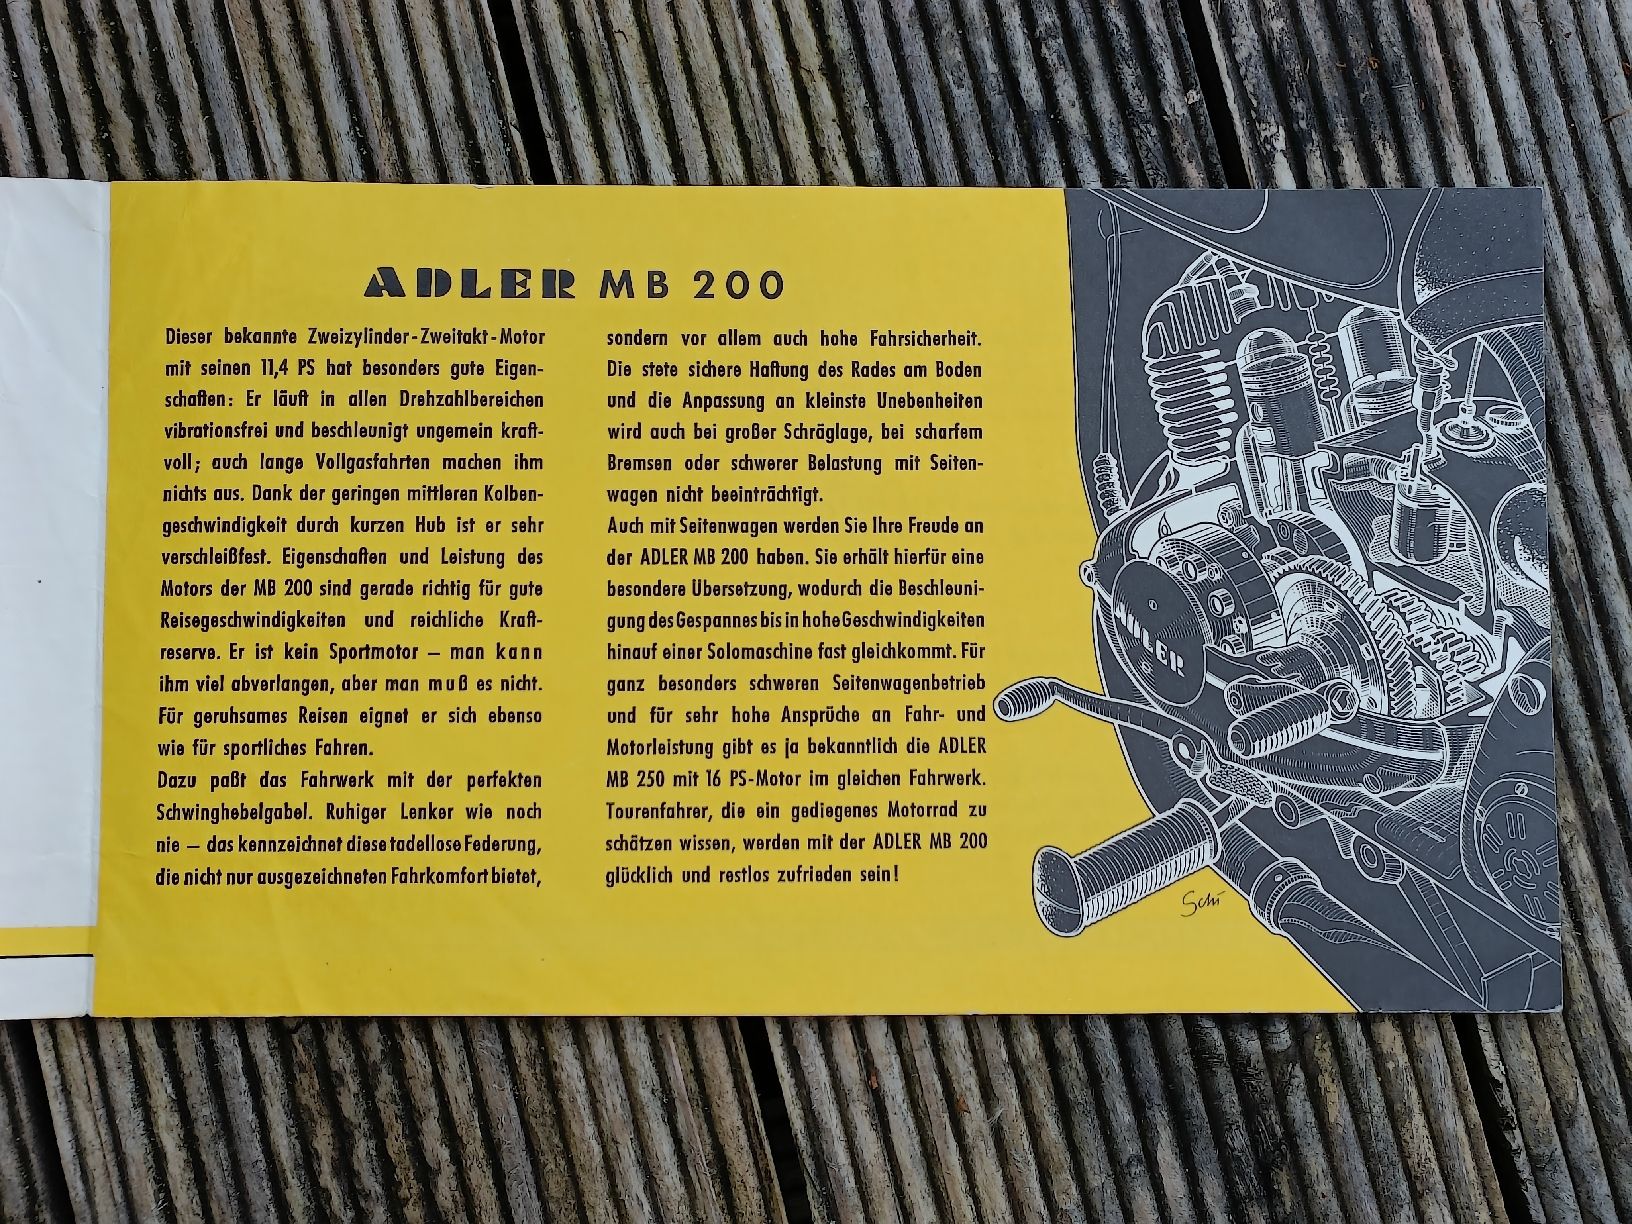 ADLER MB 200
Dieser bekannte Zweizylinder-Zweitakt-Motor
mit seinen 11,4 PS hat besonders gute Eigen-
schaften: Er läuft in allen Drehzahlbereichen
vibrationsfrei und beschleunigt ungemein kraft-
voll; auch lange Vollgasfahrten machen ihm
nichts aus. Dank der geringen mittleren Kolben-
geschwindigkeit durch kurzen Hub ist er sehr
verschleißfest. Eigenschaften und Leistung des
Motors der MB 200 sind gerade richtig für gute
Reisegeschwindigkeiten und reichliche Kraft-
reserve. Er ist kein Sportmotor – man kann
ihm viel abverlangen, aber man muß es nicht.
Für geruhsames Reisen eignet er sich ebenso
wie für sportliches Fahren.
Dazu paßt das Fahrwerk mit der perfekten
Schwinghebelgabel. Ruhiger Lenker wie noch
nie – das kennzeichnet diese tadellose Federung,
die nicht nur ausgezeichneten Fahrkomfort bietet,
sondern vor allem auch hohe Fahrsicherheit.
Die stete sichere Haftung des Rades am Boden
und die Anpassung an kleinste Unebenheiten
wird auch bei großer Schräglage, bei scharfem
Bremsen oder schwerer Belastung mit Seiten-
wagen nicht beeinträchtigt.
Auch mit Seitenwagen werden Sie Ihre Freude an
der ADLER MB 200 haben. Sie erhält hierfür eine
besondere Übersetzung, wodurch die Beschleuni-
gung des Gespannes bis in hohe Geschwindigkeiten
hinauf einer Solomaschine fast gleichkommt. Für
ganz besonders schweren Seitenwagenbetrieb
und für sehr hohe Ansprüche an Fahr- und
Motorleistung gibt es ja bekanntlich die ADLER
MB 250 mit 16 PS-Motor im gleichen Fahrwerk.
Tourenfahrer, die ein gediegenes Motorrad zu
schätzen wissen, werden mit der ADLER MB 200
glücklich und restlos zufrieden sein!
ADLER